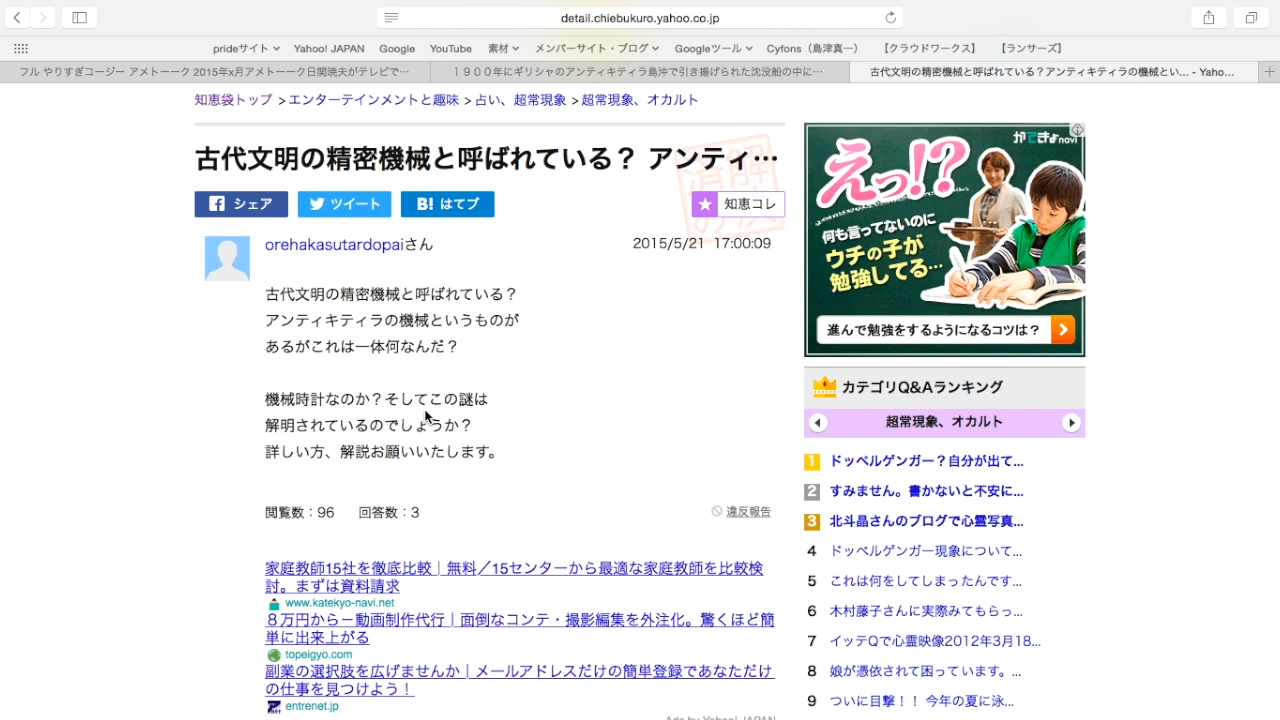 detail.chiebukuro.yahoo.co.jp
prideサイト Yahoo! JAPAN Google YouTube 素材 メンバーサイト・ブログ Googleツール Cyfons（島津真一） 【クラウドワークス】 【ランサーズ】
フル やりすぎコージー アメトーーク 2015年x月アメトーーク日関暁夫がテレビで…
１９００年にギリシャのアンティキティラ島沖で引き揚げられた沈没船の中に…
古代文明の精密機械と呼ばれている？アンティキティラの機械とい... - Yaho...
知恵袋トップ >エンターテインメントと趣味 >占い、超常現象 >超常現象、オカルト
古代文明の精密機械と呼ばれている？ アンティ…
解決済み
シェア ツイート B! はてブ 知恵コレ
orehakasutardopaiさん 2015/5/21 17:00:09
古代文明の精密機械と呼ばれている？
アンティキティラの機械というものが
あるがこれは一体何なんだ？
機械時計なのか？そしてこの謎は
解明されているのでしょうか？
詳しい方、解説お願いいたします。
閲覧数：96 回答数：3 違反報告
家庭教師15社を徹底比較｜無料／15センターから最適な家庭教師を比較検
討。まずは資料請求
www.katekyo-navi.net
８万円から－動画制作代行｜面倒なコンテ・撮影編集を外注化。驚くほど簡
単に出来上がる
topeigyo.com
副業の選択肢を広げませんか｜メールアドレスだけの簡単登録であなただけ
の仕事を見つけよう！
entrenet.jp
Ads by Yahoo! JAPAN
かてきょnavi
えっ!?
何も言ってないのに
ウチの子が
勉強してる…
進んで勉強をするようになるコツは？
カテゴリQ&Aランキング
超常現象、オカルト
1 ドッペルゲンガー？自分が出て...
2 すみません。書かないと不安に...
3 北斗晶さんのブログで心霊写真...
4 ドッペルゲンガー現象について...
5 これは何をしてしまったんです...
6 木村藤子さんに実際みてもらっ...
7 イッテQで心霊映像2012年3月18...
8 娘が憑依されて困っています。...
9 ついに目撃！！ 今年の夏に泳...